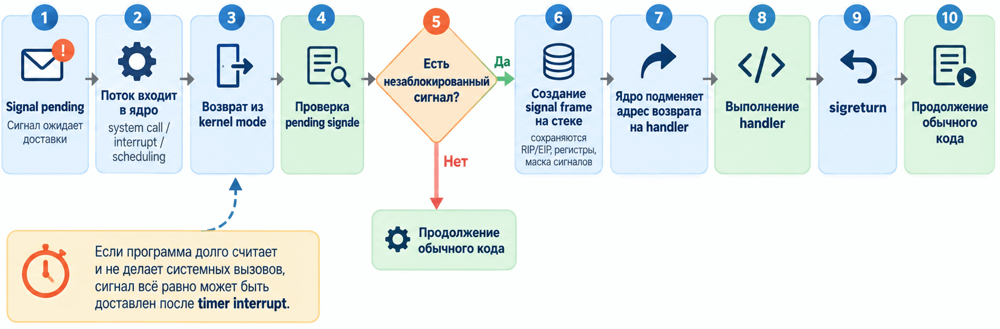 1
!
Signal pending
Сигнал ожидает
доставки
2
Поток входит
в ядро
system call /
interrupt /
scheduling
3
Возврат из
kernel mode
4
Проверка
pending signde
5
Есть
незаблокированный
сигнал?
Да
Нет
Продолжение
обычного кода
6
Создание
signal frame
на стеке
сохраняются
RIP/EIP, регистры,
маска сигналов
7
Ядро подменяет
адрес возврата
на handler
8
</>
Выполнение
handler
9
sigreturn
10
Продолжение
обычного
кода
Если программа долго считает
и не делает системных вызовов,
сигнал всё равно может быть
доставлен после timer interrupt.